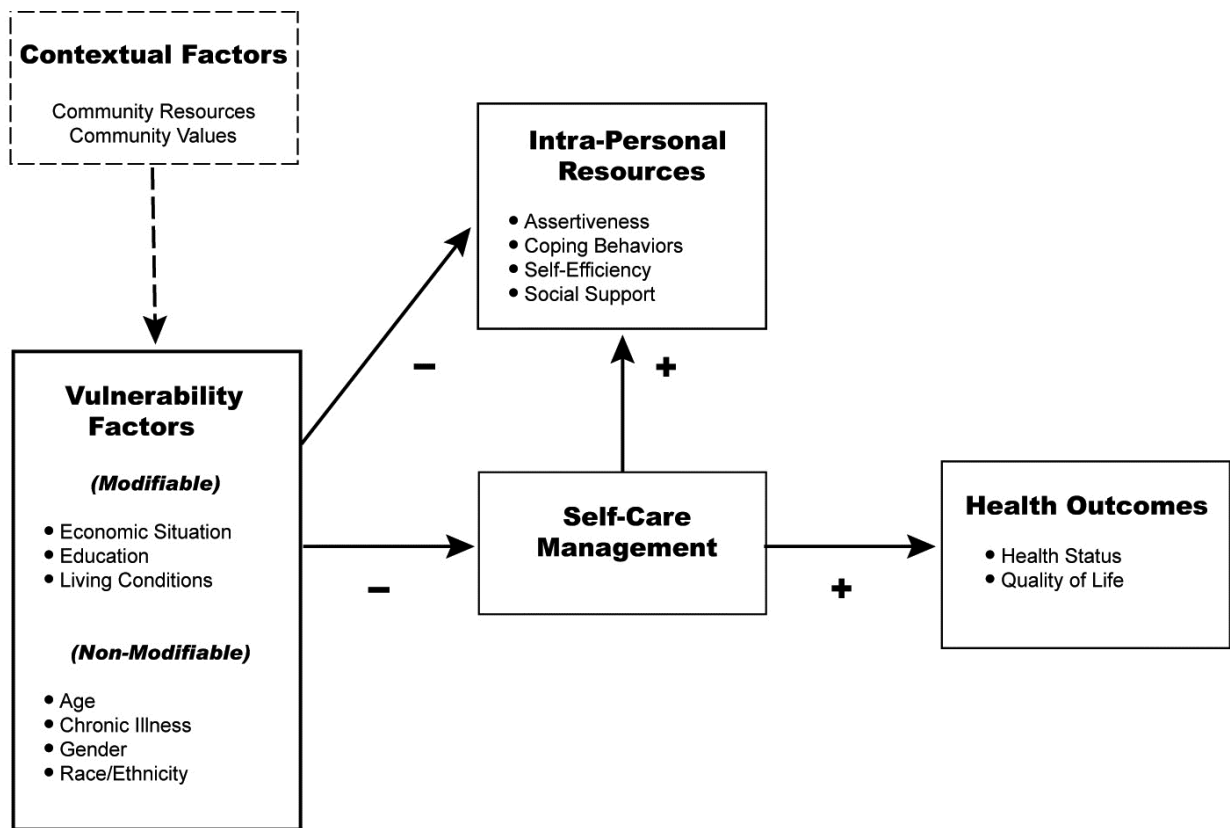 Contextual Factors
Community Resources
Community Values
Intra-Personal
Resources
• Assertiveness
• Coping Behaviors
• Self-Efficiency
• Social Support
–
+
Vulnerability
Factors
(Modifiable)
• Economic Situation
• Education
• Living Conditions
(Non-Modifiable)
• Age
• Chronic Illness
• Gender
• Race/Ethnicity
–
Self-Care
Management
+
Health Outcomes
• Health Status
• Quality of Life